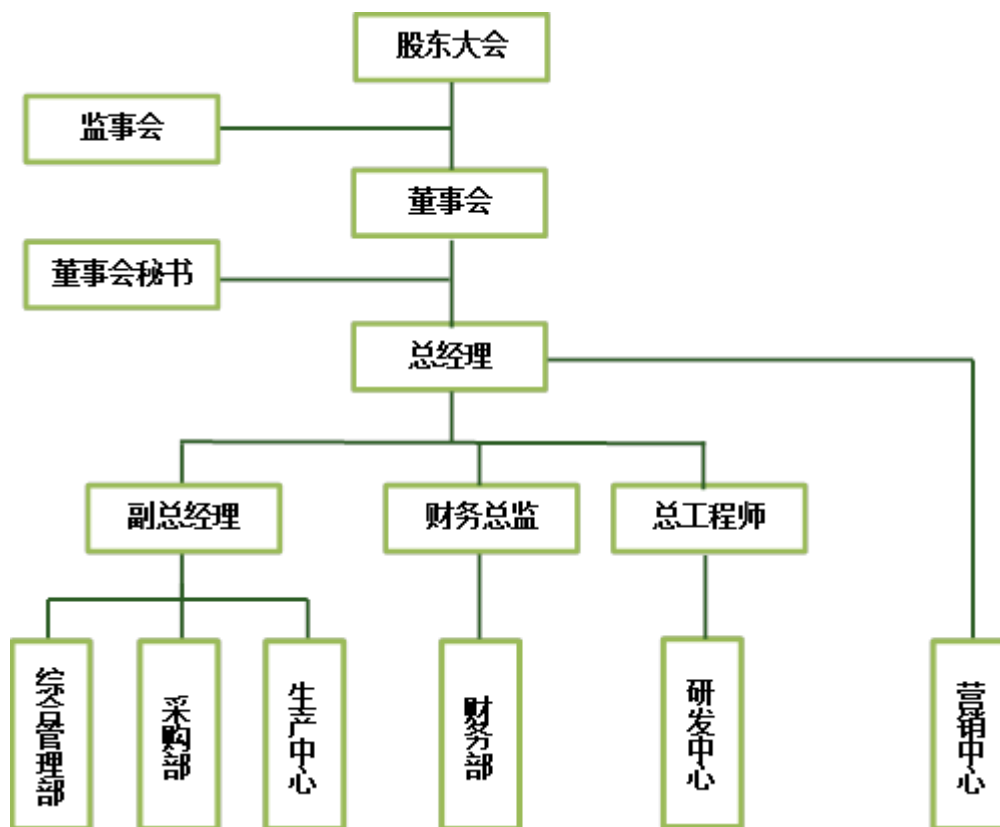 股东大会
监事会
董事会
董事会秘书
总经理
副总经理
财务总监
总工程师
综合管理部
采购部
生产中心
财务部
研发中心
营销中心